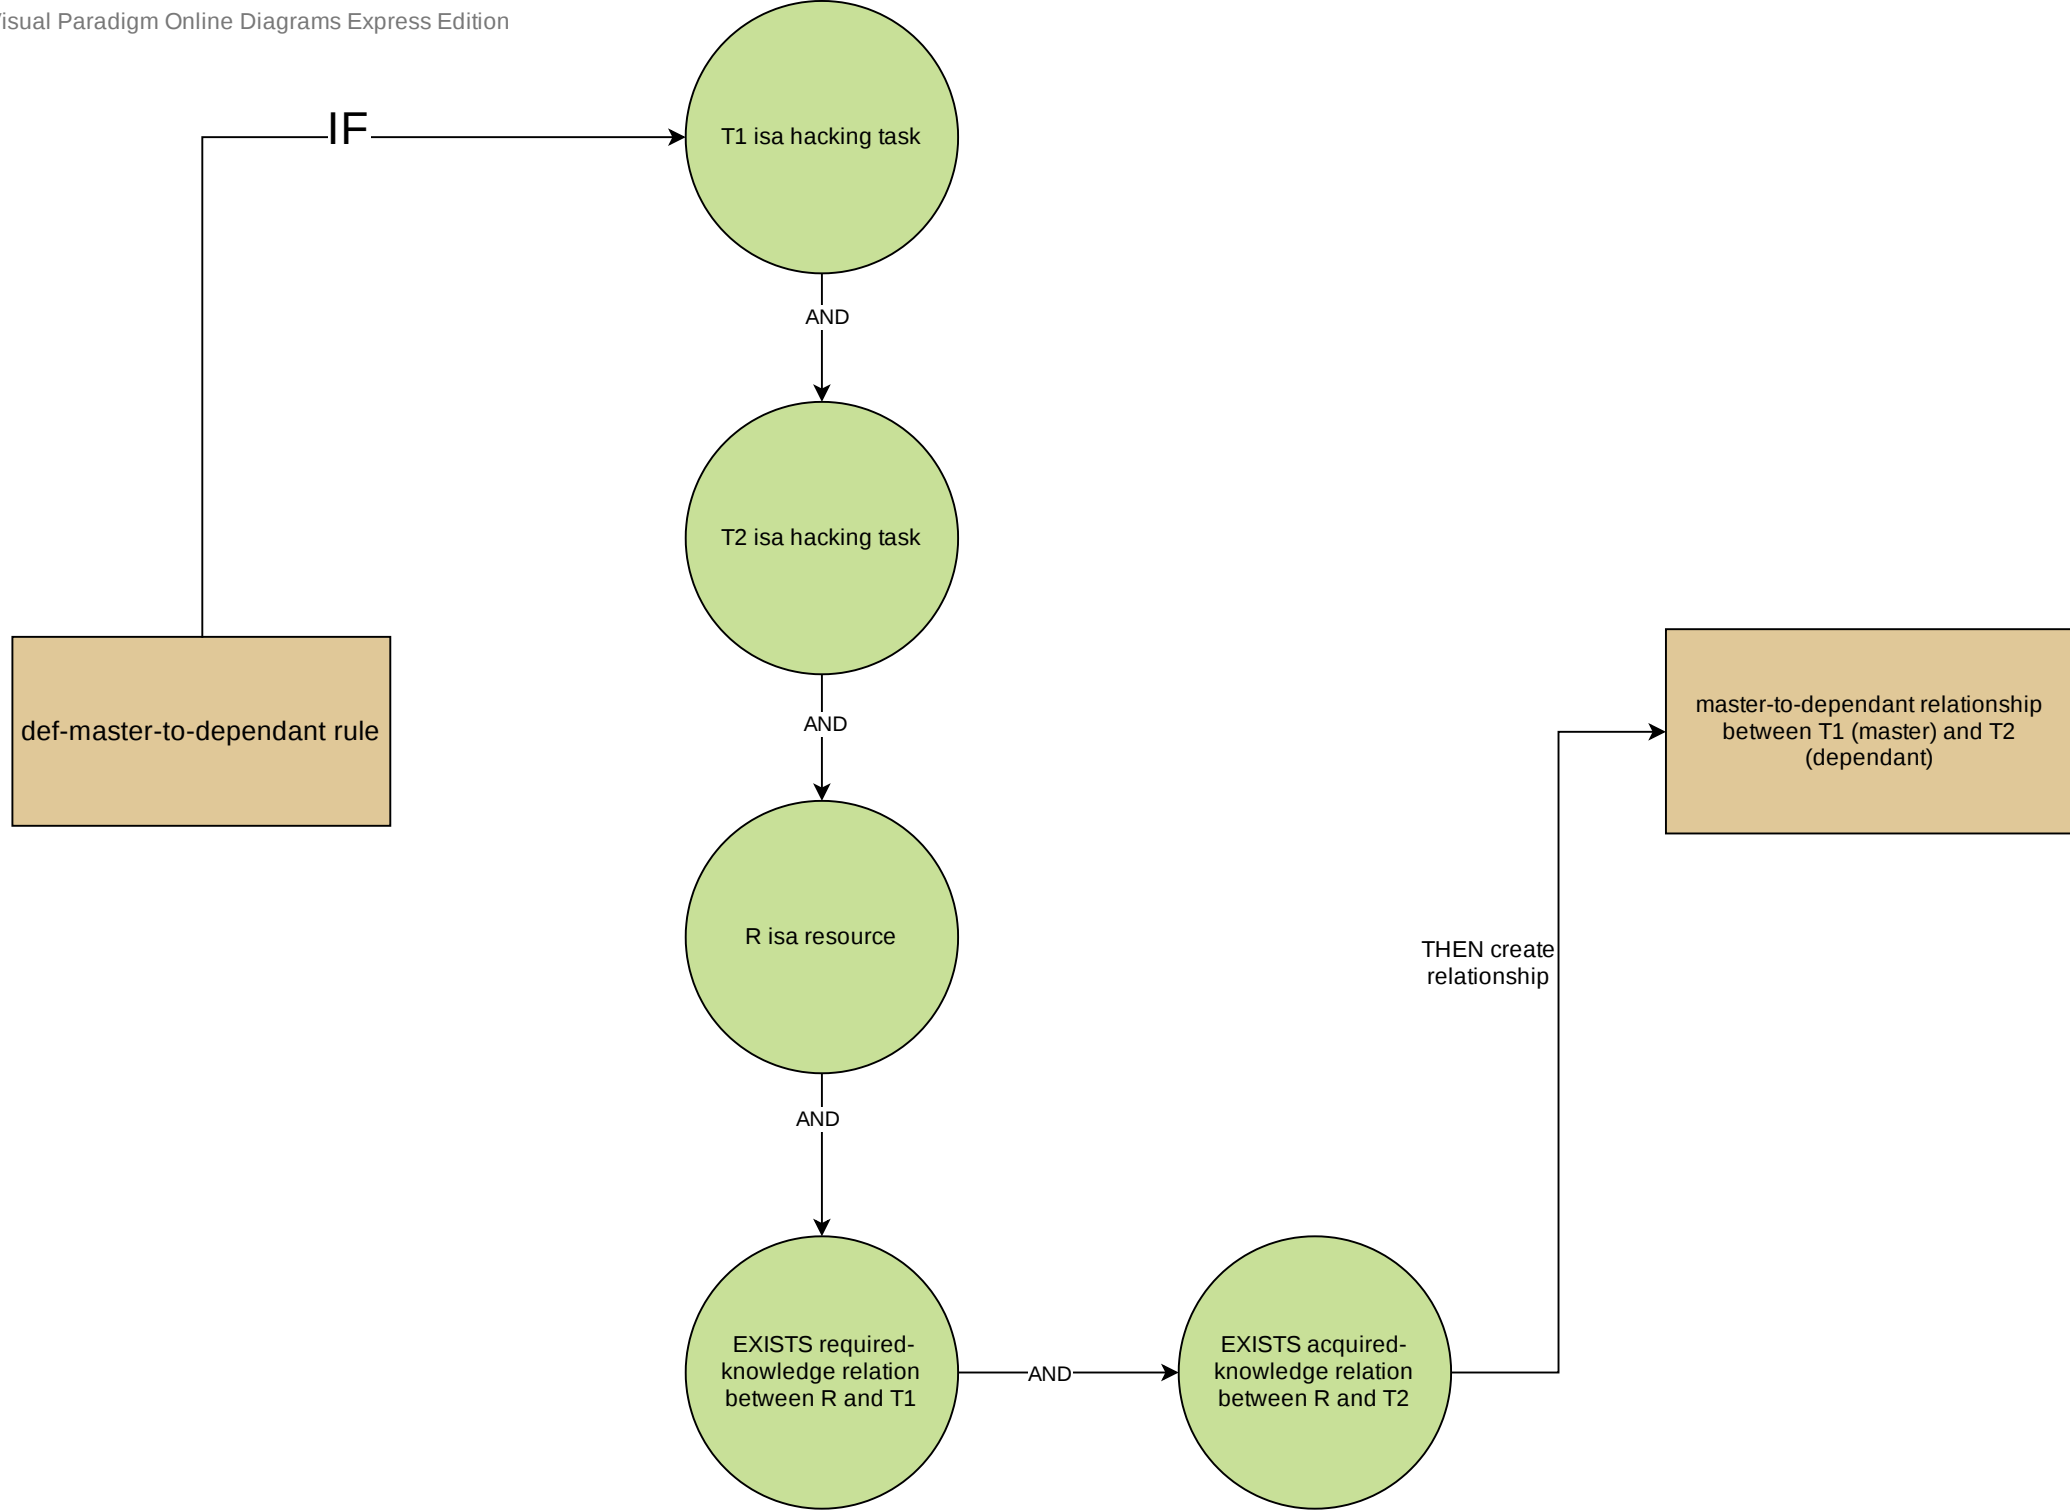 Visual Paradigm Online Diagrams Express Edition
IF
T1 isa hacking task
AND
T2 isa hacking task
AND
def-master-to-dependant rule
master-to-dependant relationship
between T1 (master) and T2
(dependant)
R isa resource
THEN create
relationship
AND
EXISTS required-
knowledge relation
between R and T1
AND
EXISTS acquired-
knowledge relation
between R and T2